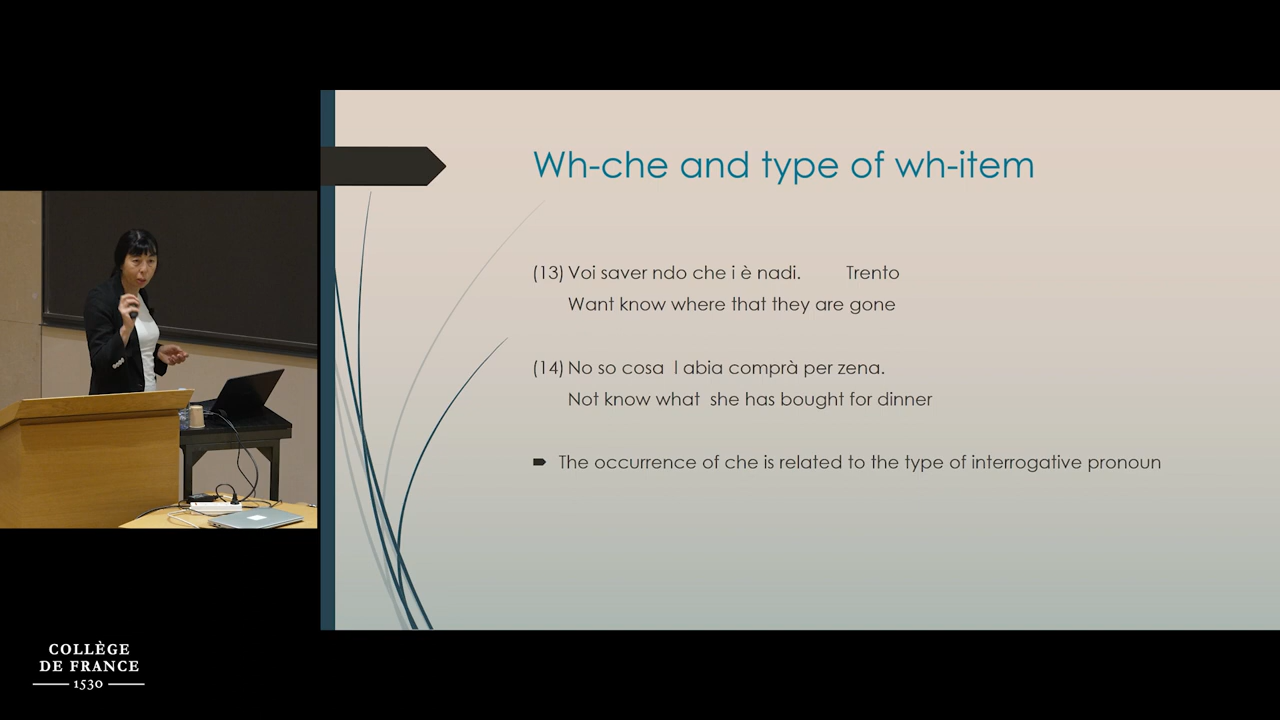 Wh-che and type of wh-item
(13) Voi saver ndo che i è nadi. Trento
Want know where that they are gone
(14) No so cosa l abia comprà per zena.
Not know what she has bought for dinner
The occurrence of che is related to the type of interrogative pronoun
COLLÈGE
DE FRANCE
1530